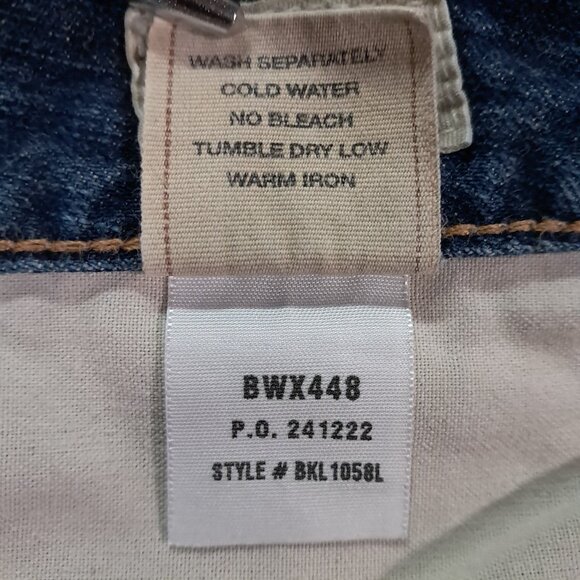 WASH SEPARATELY
COLD WATER
NO BLEACH
TUMBLE DRY LOW
WARM IRON
BWX448
P.O. 241222
STYLE # BKL1058L